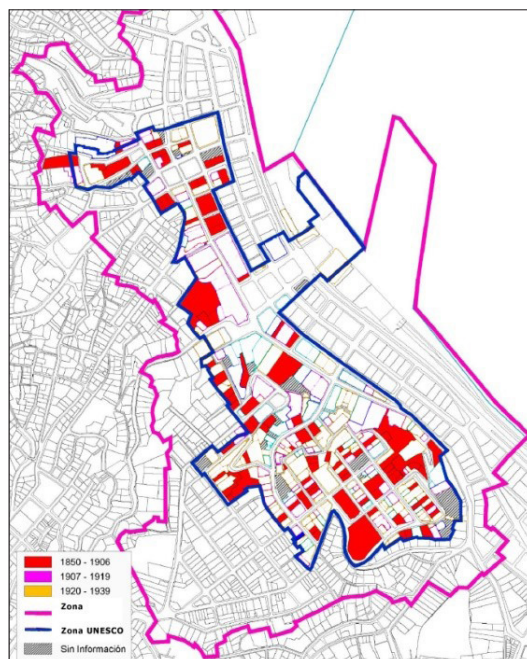 1850 - 1906
1907 - 1919
1920 - 1939
Zona
Zona UNESCO
Sin Información